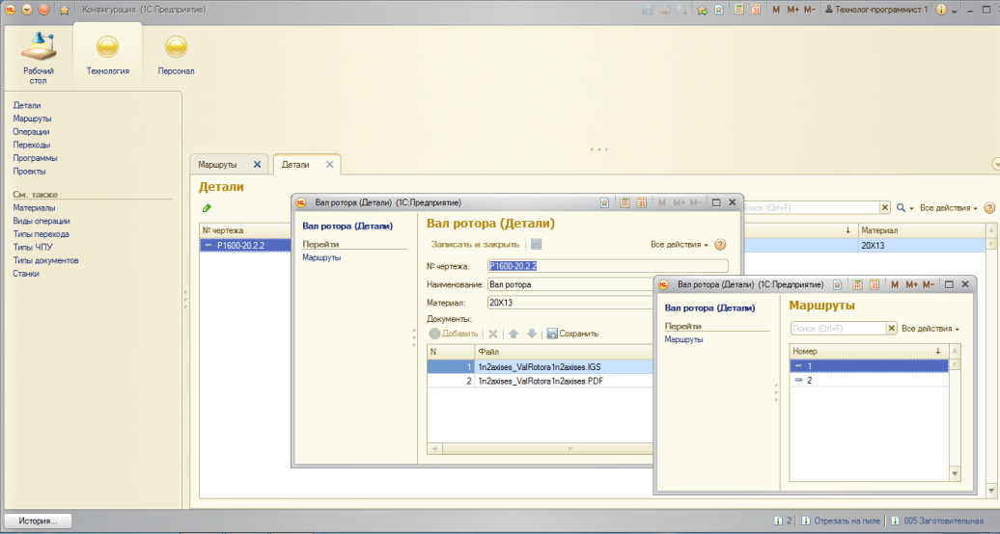 Конфигурация (1С:Предприятие)
M M+ M- Технолог-программист 1
Рабочий стол
Технология
Персонал
Детали
Маршруты
Операции
Переходы
Программы
Проекты
См. также
Материалы
Виды операции
Типы перехода
Типы ЧПУ
Типы документов
Станки
Маршруты
Детали
Детали
Поиск (Ctrl+F)
Все действия
№ чертежа
Материал
Р1600-20.2.2
20Х13
Вал ротора (Детали) (1С:Предприятие)
M M+ M-
Вал ротора (Детали)
Перейти
Маршруты
Вал ротора (Детали)
Записать и закрыть
Все действия
№ чертежа: Р1600-20.2.2
Наименование: Вал ротора
Материал: 20Х13
Документы:
Добавить
Сохранить
N Файл
1 1n2axises_ValRotora1n2axises.IGS
2 1n2axises_ValRotora1n2axises.PDF
Вал ротора (Детали) (1С:Предприятие)
M M+ M-
Вал ротора (Детали)
Перейти
Маршруты
Маршруты
Поиск (Ctrl+F)
Все действия
Номер
1
2
История...
2
Отрезать на пиле
005 Заготовительная